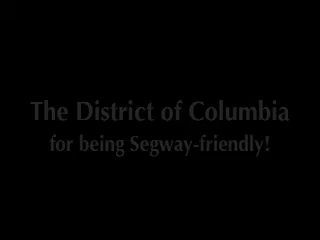 The District of Columbia
for being Segway-friendly!